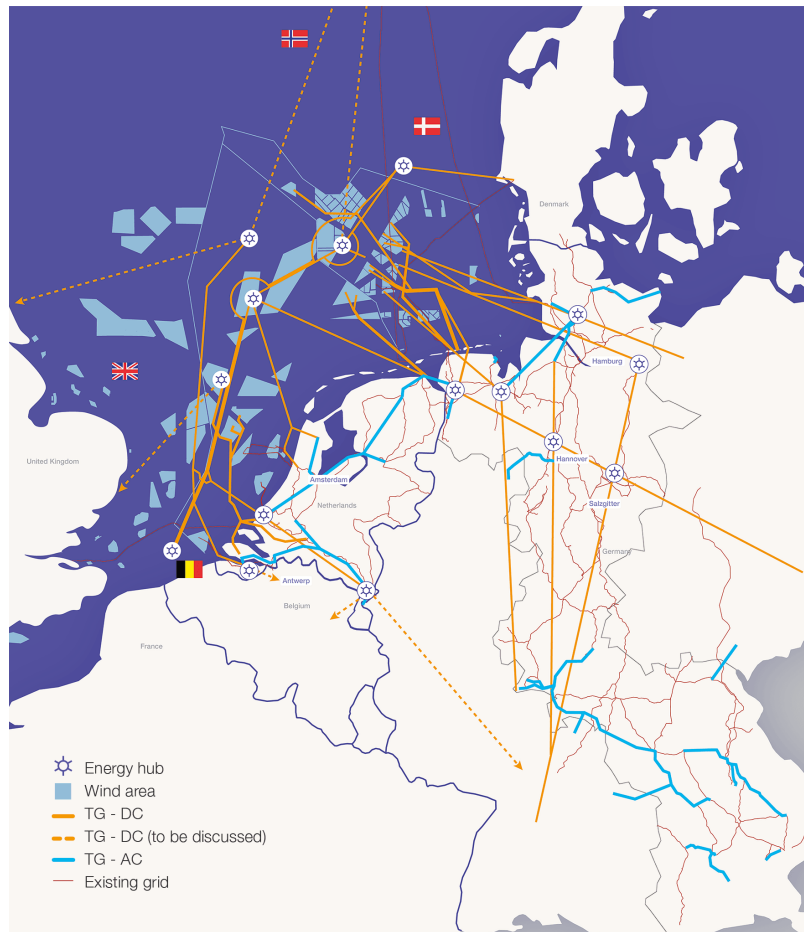 Denmark
Hamburg
United Kingdom
Hannover
Amsterdam
Salzgitter
Netherlands
Germany
Antwerp
Belgium
France
Energy hub
Wind area
TG - DC
TG - DC (to be discussed)
TG - AC
Existing grid